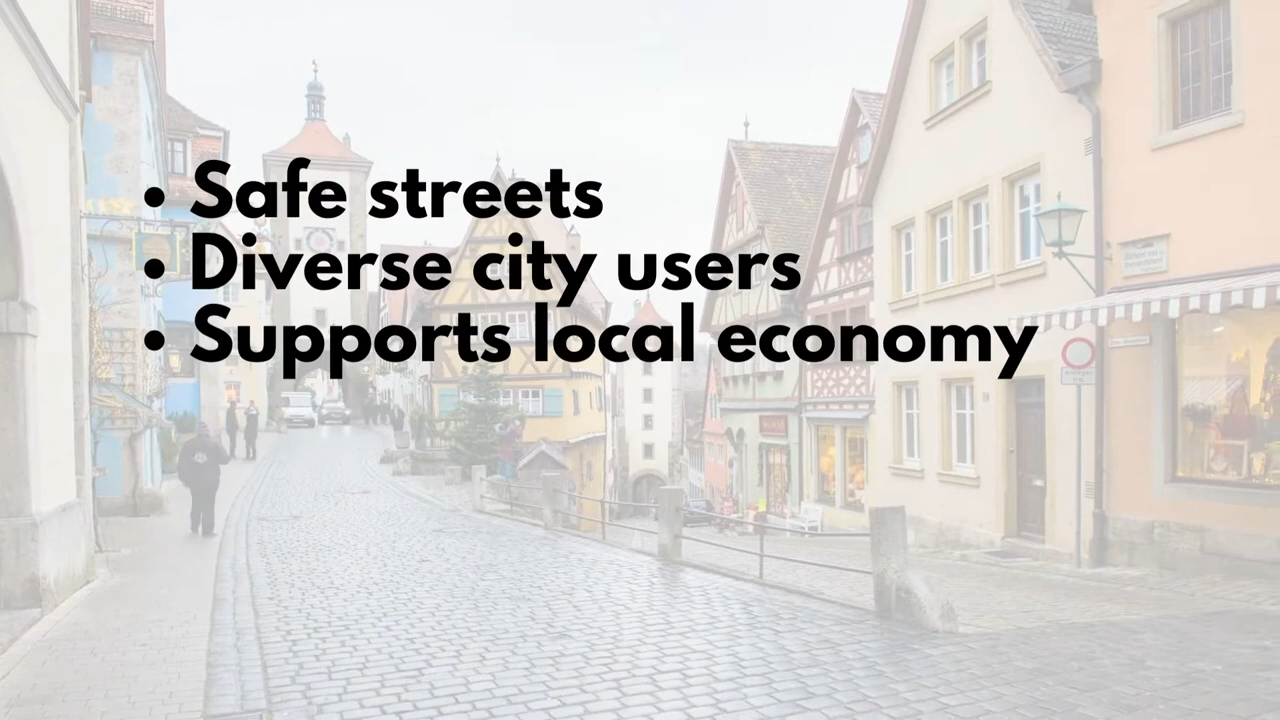 • Safe streets
• Diverse city users
• Supports local economy